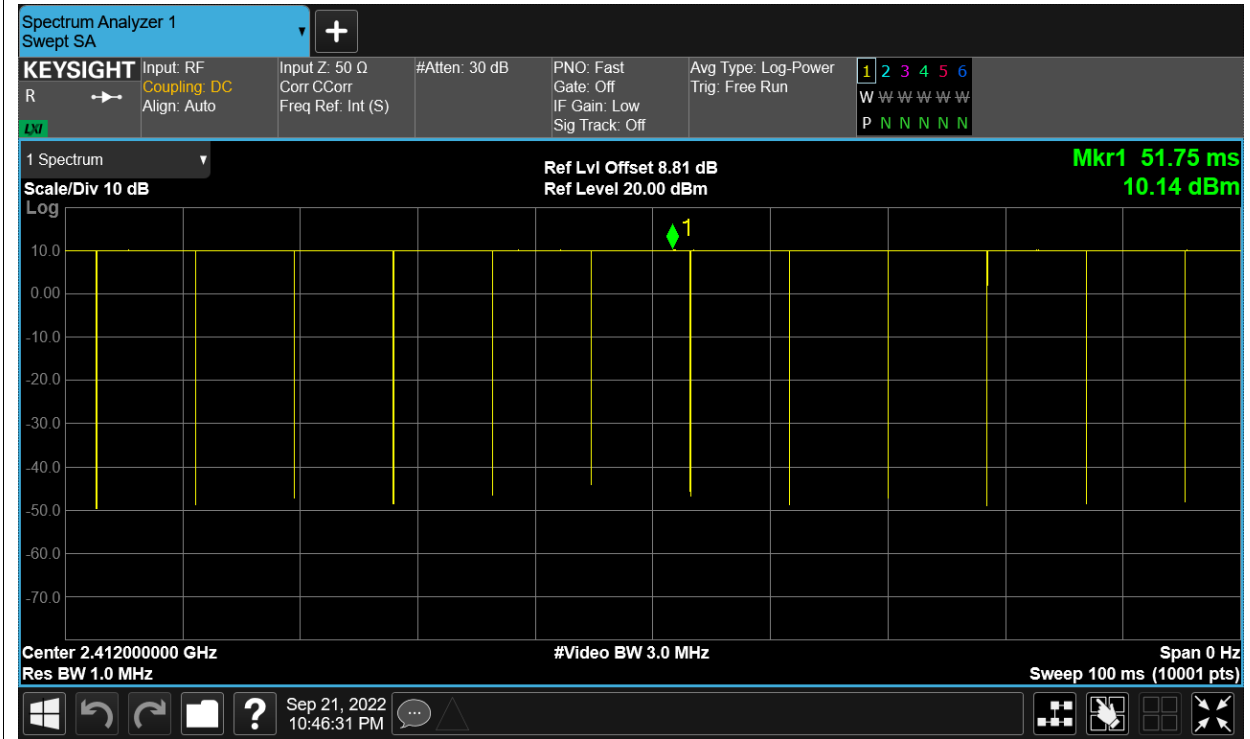 Spectrum Analyzer 1
Swept SA
KEYSIGHT
R
LXI
Input: RF
Coupling: DC
Align: Auto
Input Z: 50 Ω
Corr CCorr
Freq Ref: Int (S)
#Atten: 30 dB
PNO: Fast
Gate: Off
IF Gain: Low
Sig Track: Off
Avg Type: Log-Power
Trig: Free Run
1 2 3 4 5 6
W W W W W W
P N N N N N
1 Spectrum
Scale/Div 10 dB
Ref Lvl Offset 8.81 dB
Ref Level 20.00 dBm
Mkr1 51.75 ms
10.14 dBm
Log
1
10.0
0.00
-10.0
-20.0
-30.0
-40.0
-50.0
-60.0
-70.0
Center 2.412000000 GHz
#Video BW 3.0 MHz
Span 0 Hz
Res BW 1.0 MHz
Sweep 100 ms (10001 pts)
?
Sep 21, 2022
10:46:31 PM